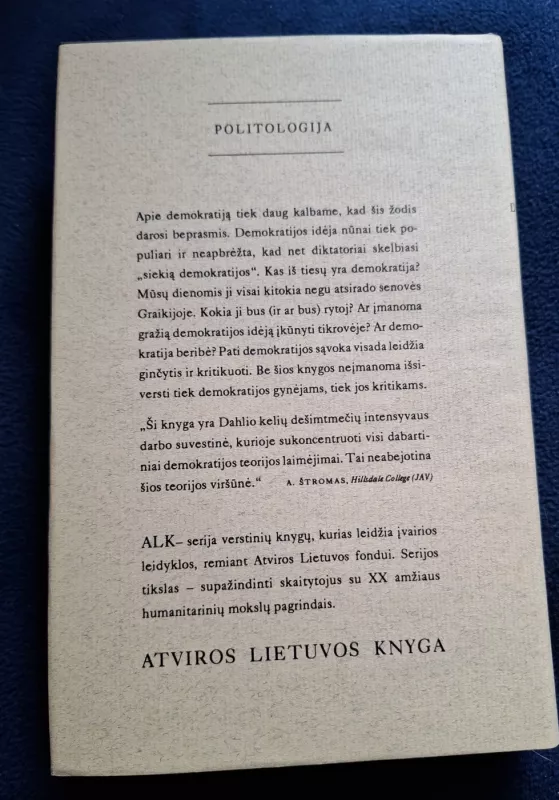 POLITOLOGIJA
Apie demokratiją tiek daug kalbame, kad šis žodis
darosi beprasmis. Demokratijos idėja nūnai tiek po-
puliari ir neapbrėžta, kad net diktatoriai skelbiasi
„siekią demokratijos“. Kas iš tiesų yra demokratija?
Mūsų dienomis ji visai kitokia negu atsirado senovės
Graikijoje. Kokia ji bus (ir ar bus) rytoj? Ar įmanoma
gražią demokratijos idėją įkūnyti tikrovėje? Ar demo-
kratija beribė? Pati demokratijos sąvoka visada leidžia
ginčytis ir kritikuoti. Be šios knygos neįmanoma išsi-
versti tiek demokratijos gynėjams, tiek jos kritikams.
„Ši knyga yra Dahlio kelių dešimtmečių intensyvaus
darbo suvestinė, kurioje sukoncentruoti visi dabarti-
niai demokratijos teorijos laimėjimai. Tai neabejotina
šios teorijos viršūnė.“ A. ŠTROMAS, Hillsdale College (JAV)
ALK– serija verstinių knygų, kurias leidžia įvairios
leidyklos, remiant Atviros Lietuvos fondui. Serijos
tikslas – supažindinti skaitytojus su XX amžiaus
humanitarinių mokslų pagrindais.
ATVIROS LIETUVOS KNYGA